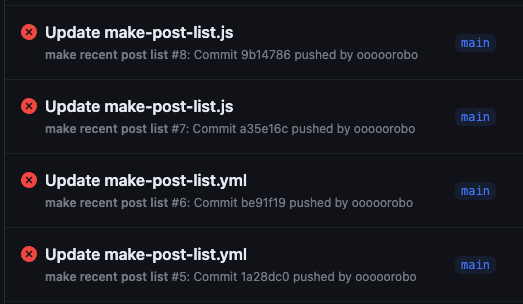 Update make-post-list.js
main
make recent post list #8: Commit 9b14786 pushed by ooooorobo
Update make-post-list.js
main
make recent post list #7: Commit a35e16c pushed by ooooorobo
Update make-post-list.yml
main
make recent post list #6: Commit be91f19 pushed by ooooorobo
Update make-post-list.yml
main
make recent post list #5: Commit 1a28dc0 pushed by ooooorobo